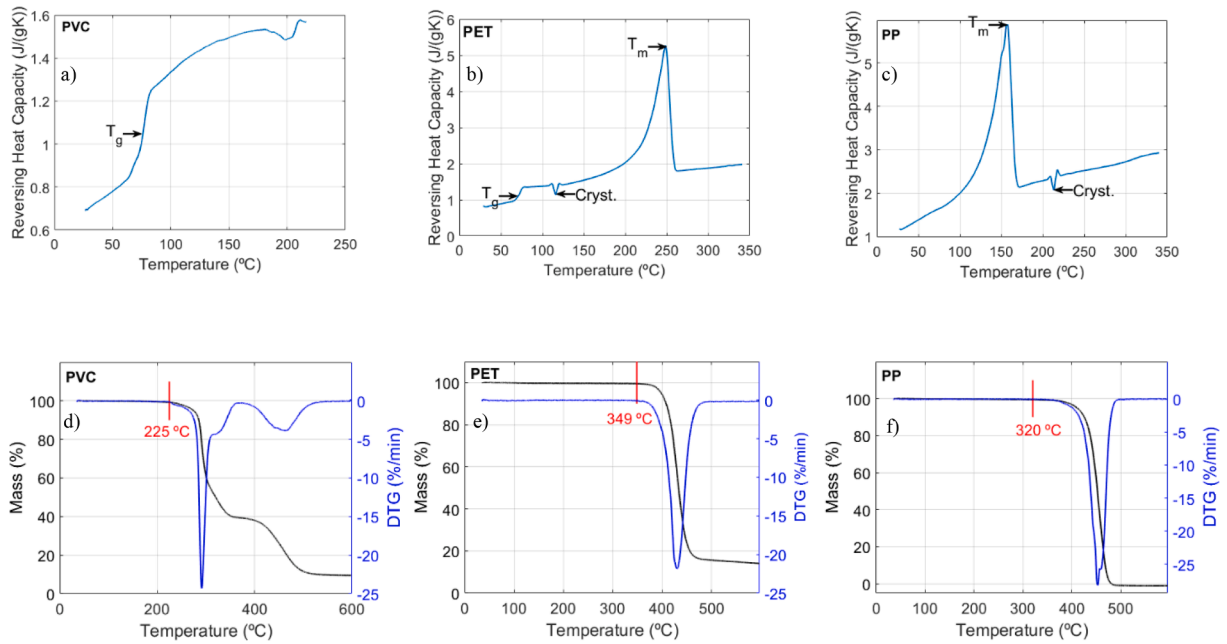 PVC
a)
Tg
Reversing Heat Capacity (J/(gK)
1.6
1.4
1.2
1
0.8
0.6
0 50 100 150 200 250
Temperature (ºC)
PET
b)
Tm
Tg
Cryst.
Reversing Heat Capacity (J/(gK)
6
5
4
3
2
1
0
0 50 100 150 200 250 300 350
Temperature (ºC)
PP
c)
Tm
Cryst.
Reversing Heat Capacity (J/(gK)
6
5
4
3
2
1
0 50 100 150 200 250 300 350
Temperature (ºC)
PVC
d)
225 ºC
Mass (%)
100
80
60
40
20
0
DTG (%/min)
0
-5
-10
-15
-20
-25
0 200 400 600
Temperature (ºC)
PET
e)
349 ºC
Mass (%)
100
80
60
40
20
0
DTG (%/min)
5
0
-5
-10
-15
-20
-25
0 100 200 300 400 500
Temperature (ºC)
PP
f)
320 ºC
Mass (%)
100
80
60
40
20
0
DTG (%/min)
0
-5
-10
-15
-20
-25
0 100 200 300 400 500
Temperature (ºC)